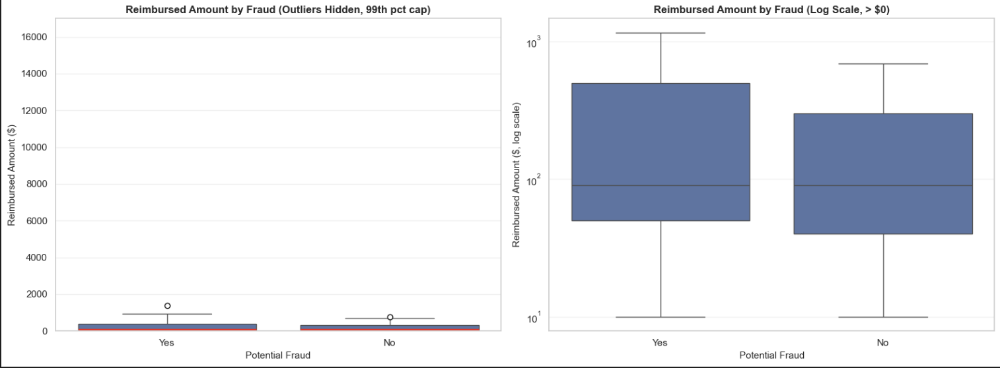 Reimbursed Amount by Fraud (Outliers Hidden, 99th pct cap)
Reimbursed Amount ($)
16000
14000
12000
10000
8000
6000
4000
2000
0
Yes
No
Potential Fraud
Reimbursed Amount by Fraud (Log Scale, > $0)
Reimbursed Amount ($, log scale)
10³
10²
10¹
Yes
No
Potential Fraud